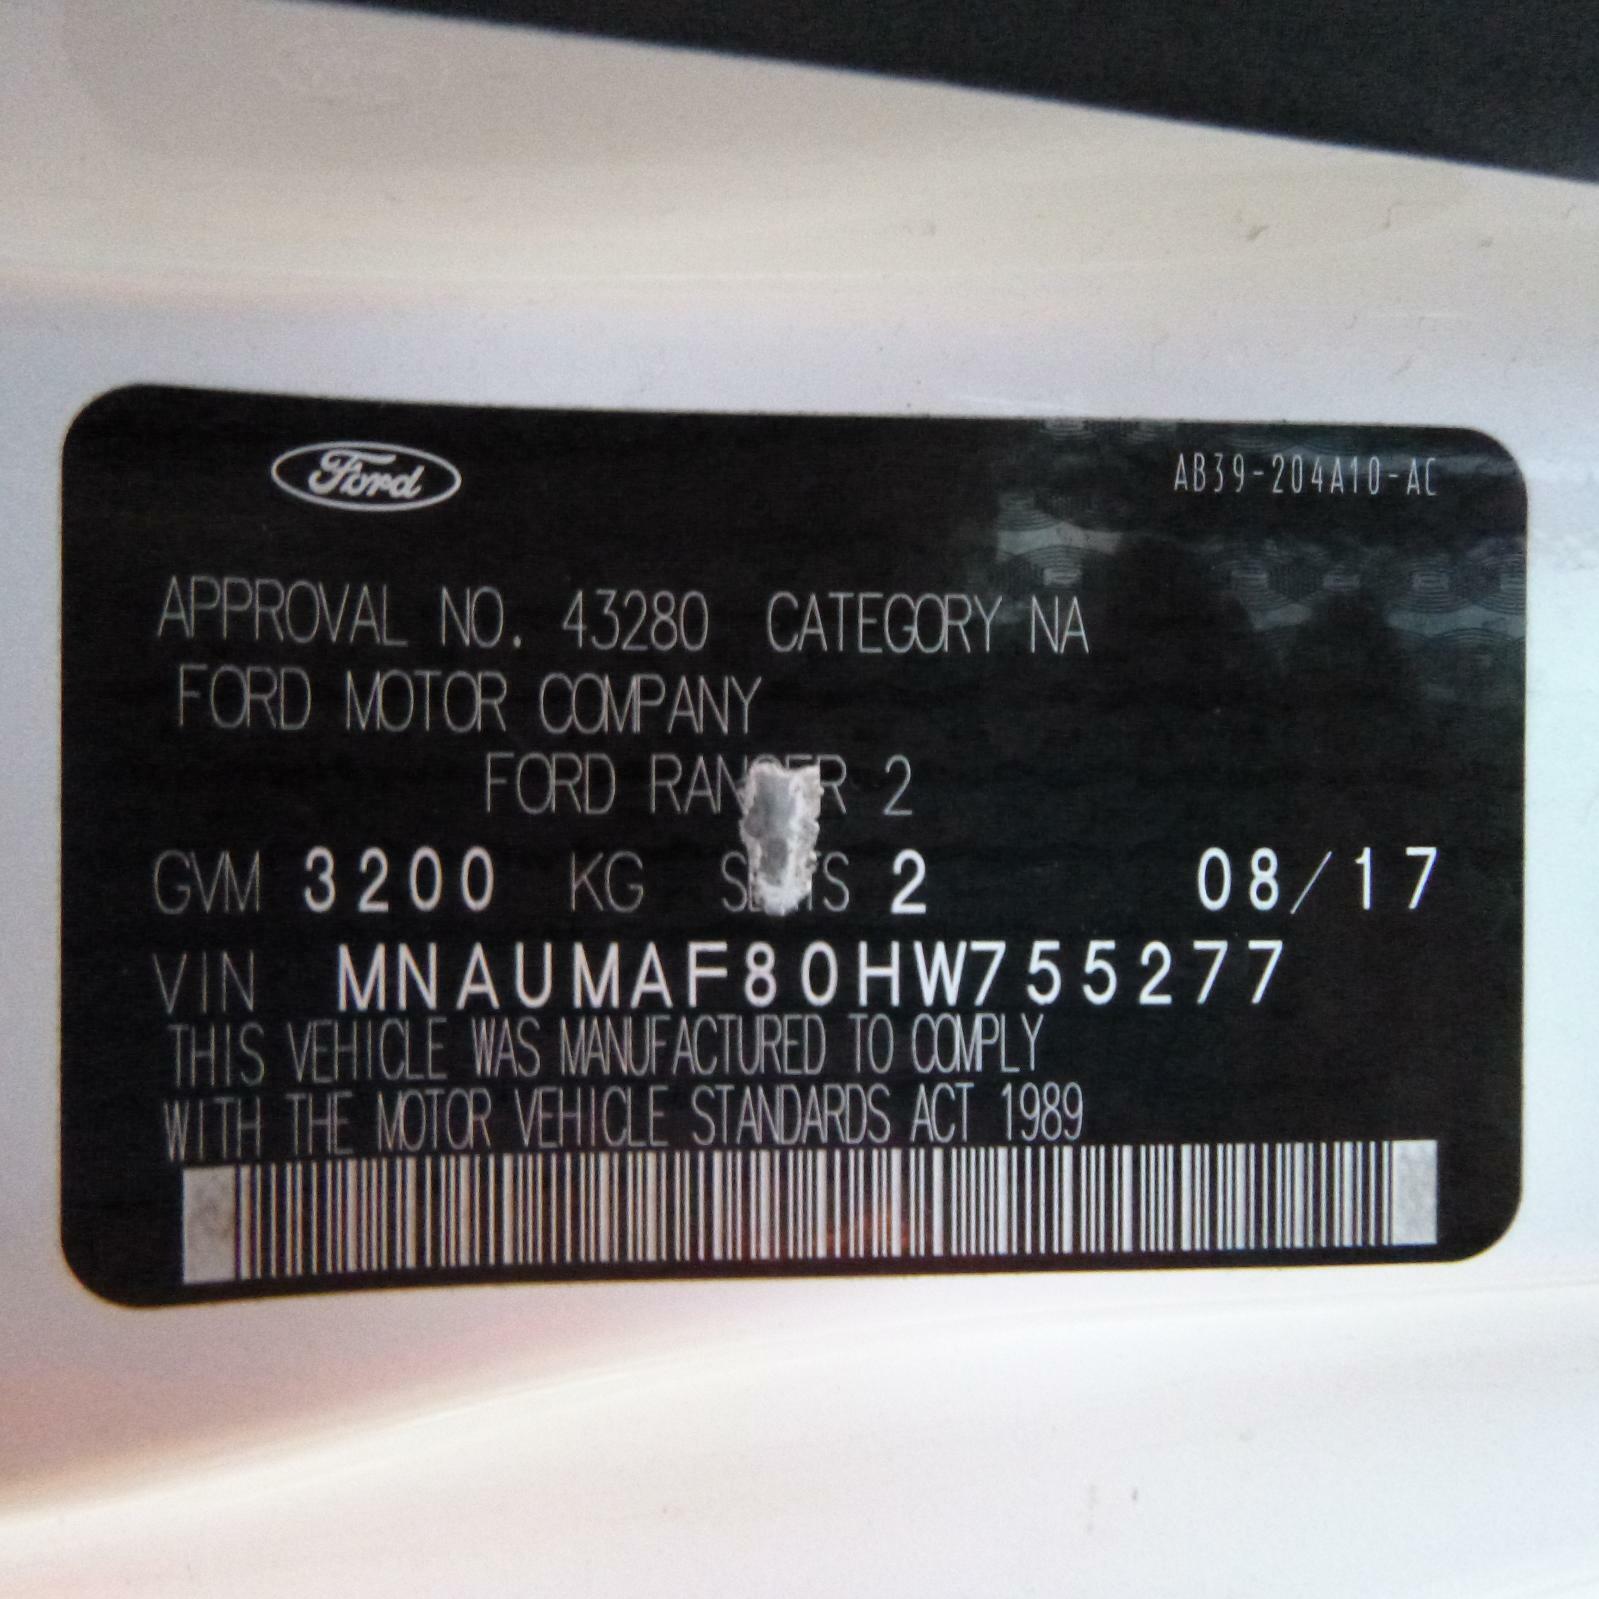 Ford
AB39-204A10-AC
APPROVAL NO. 43280 CATEGORY NA
FORD MOTOR COMPANY
FORD 2
GVM 3200 KG 2 08/17
VIN MNAUMAF80HW755277
THIS VEHICLE WAS MANUFACTURED TO COMPLY
WITH THE MOTOR VEHICLE STANDARDS ACT 1989